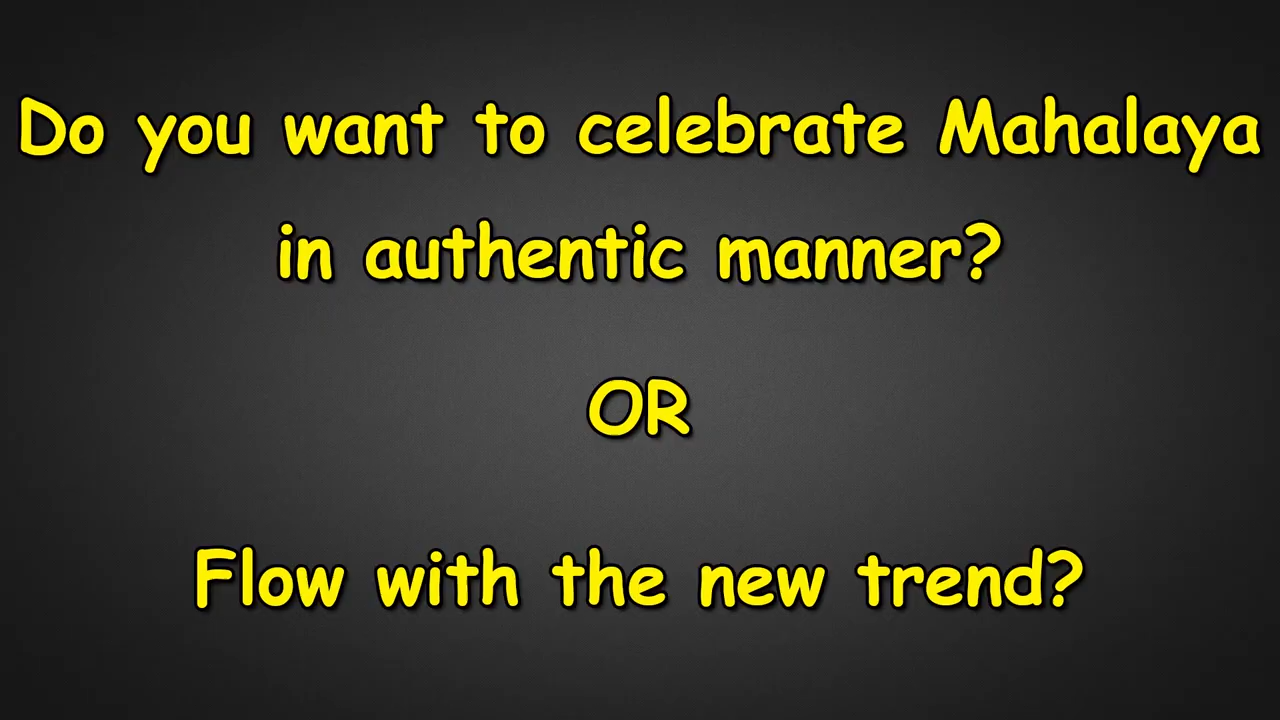 Do you want to celebrate Mahalaya
in authentic manner?
OR
Flow with the new trend?